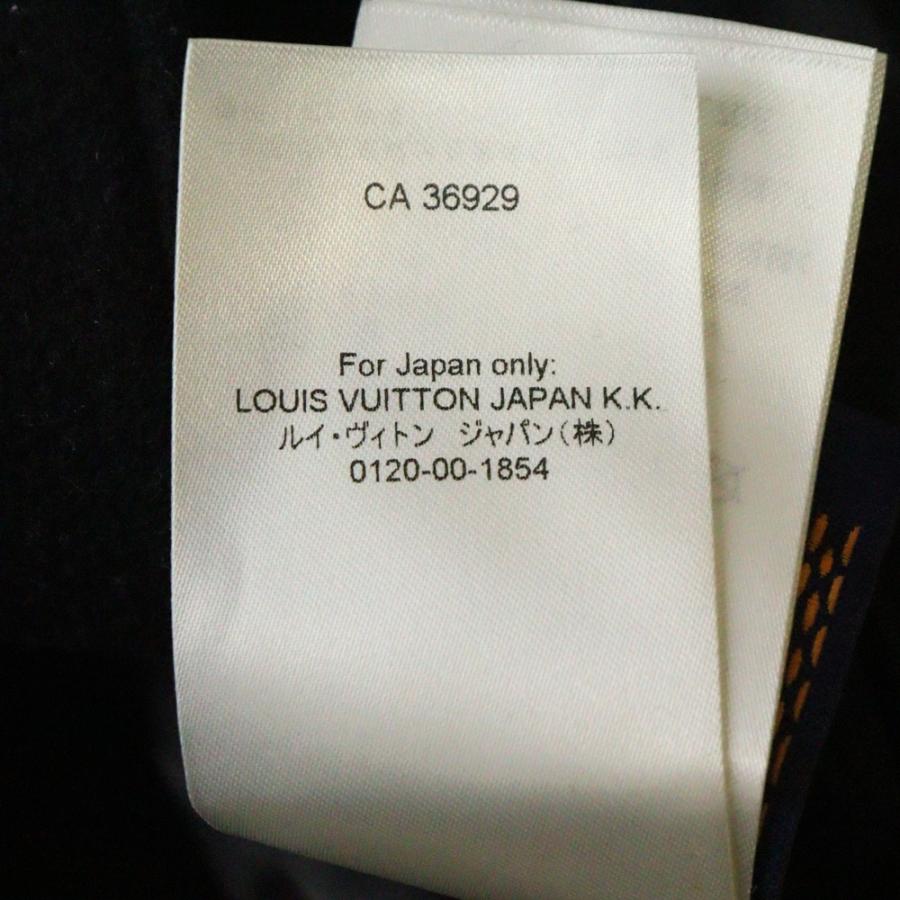 CA 36929
For Japan only:
LOUIS VUITTON JAPAN K.K.
ルイ・ヴィトン　ジャパン(株)
0120-00-1854